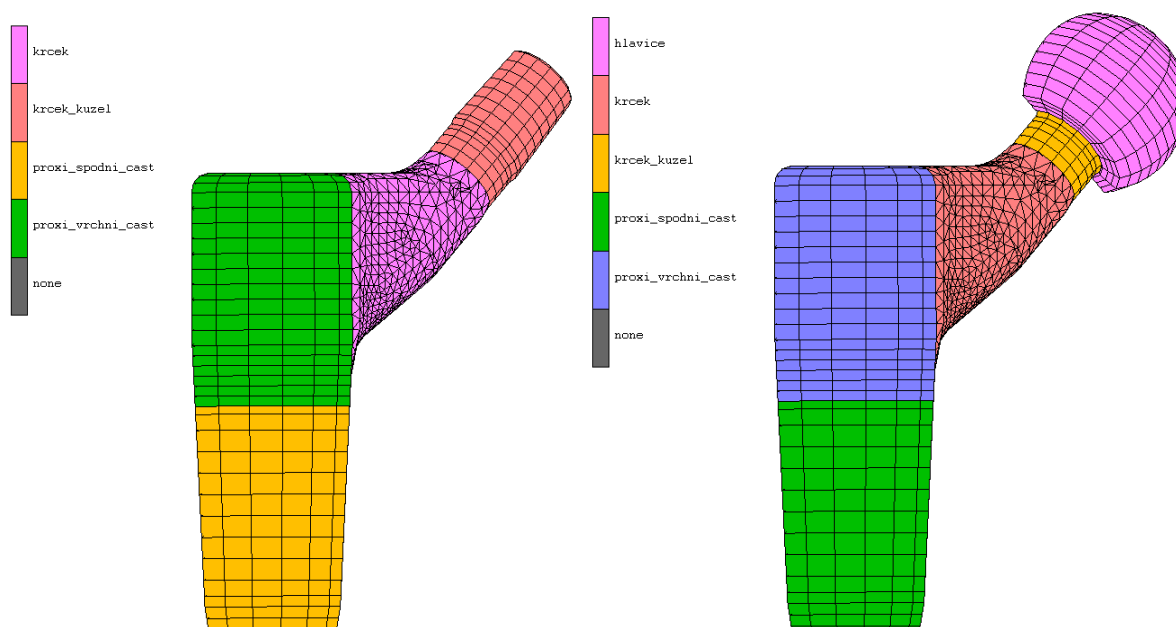 krcek
krcek_kuzel
proxi_spodni_cast
proxi_vrchni_cast
none
hlavice
krcek
krcek_kuzel
proxi_spodni_cast
proxi_vrchni_cast
none